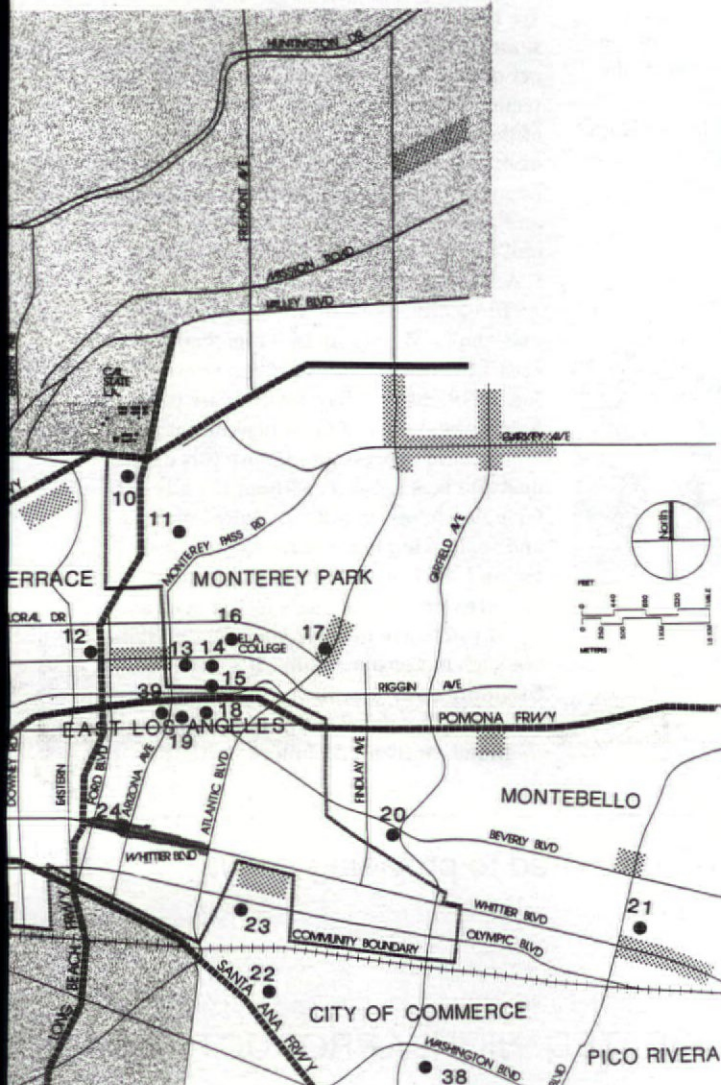 HUNTINGTON DR.
FREMONT AVE
MISSION ROAD
VALLEY BLVD
CAL
STATE
L.A.
GARVEY AVE
10
11
MONTEREY PASS RD
GARFIELD AVE
North
ERRACE
MONTEREY PARK
FEET
METERS
LORAL DR
16
17
12
13
14
E.L.A.
COLLEGE
15
RIGGIN AVE
39
18
POMONA FRWY
EAST LOS ANGELES
19
EASTERN
FORD BLVD
ARIZONA AVE
ATLANTIC BLVD
FINDLAY AVE
MONTEBELLO
24
20
BEVERLY BLVD
WHITTIER BLVD
WHITTIER BLVD
21
23
OLYMPIC BLVD
COMMUNITY BOUNDARY
LONG BEACH FRWY
SANTA ANA FRWY
22
CITY OF COMMERCE
WASHINGTON BLVD
PICO RIVERA
38